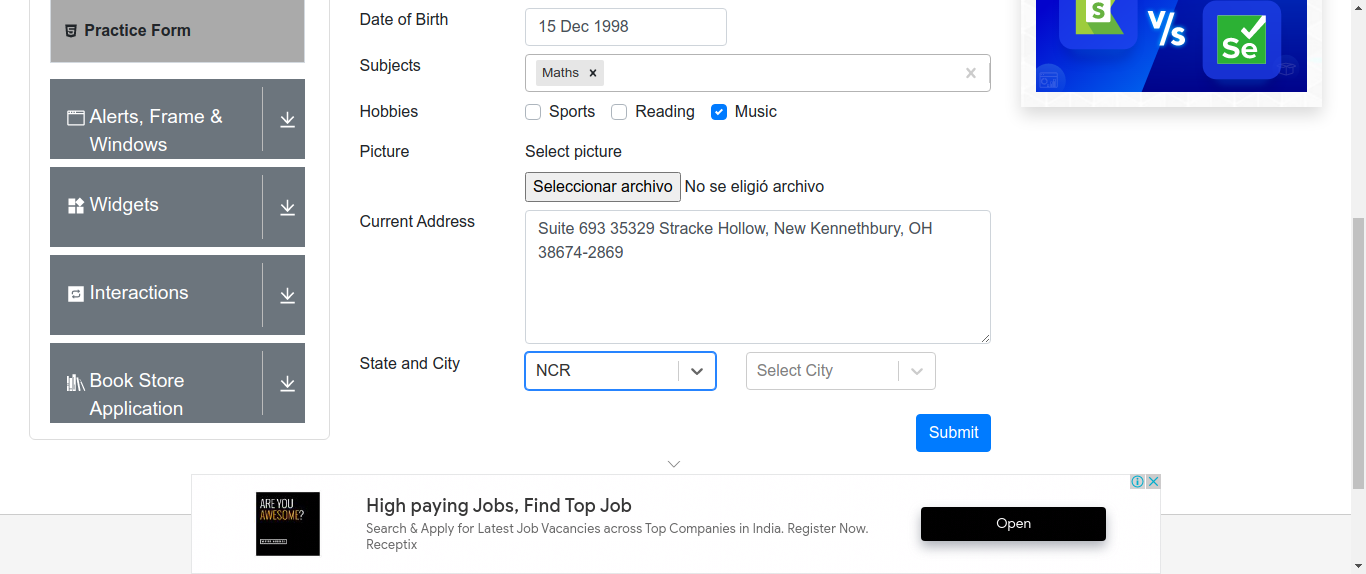 Practice Form
Alerts, Frame &
Windows
Widgets
Interactions
Book Store
Application
Date of Birth
15 Dec 1998
Subjects
Maths
Hobbies
Sports
Reading
Music
Picture
Select picture
Seleccionar archivo No se eligió archivo
Current Address
Suite 693 35329 Stracke Hollow, New Kennethbury, OH
38674-2869
State and City
NCR
Select City
Submit
S
V/s
Se
ARE YOU
AWESOME?
High paying Jobs, Find Top Job
Search & Apply for Latest Job Vacancies across Top Companies in India. Register Now.
Receptix
Open